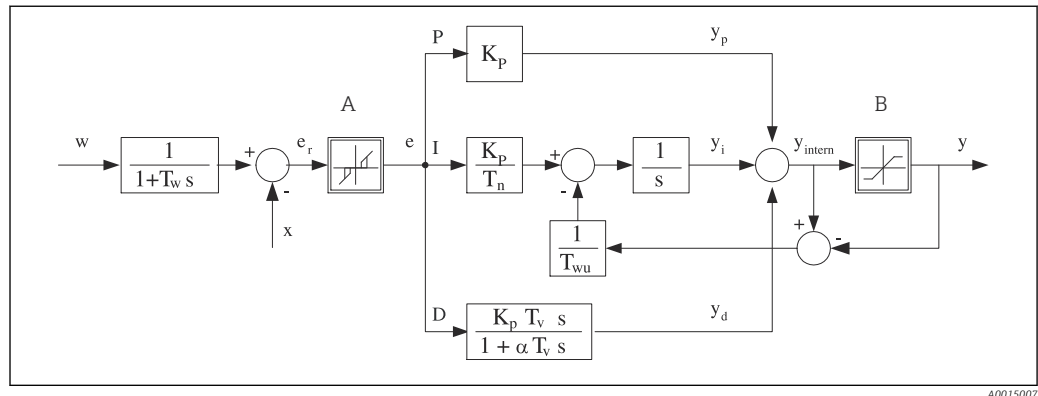 P
K_P
y_p
A
B
w
1
1+T_w s
+
-
e_r
e
I
K_P
T_n
+
-
1
s
y_i
y_intern
y
x
1
T_wu
+
-
D
K_p T_v s
1 + α T_v s
y_d
A0015007